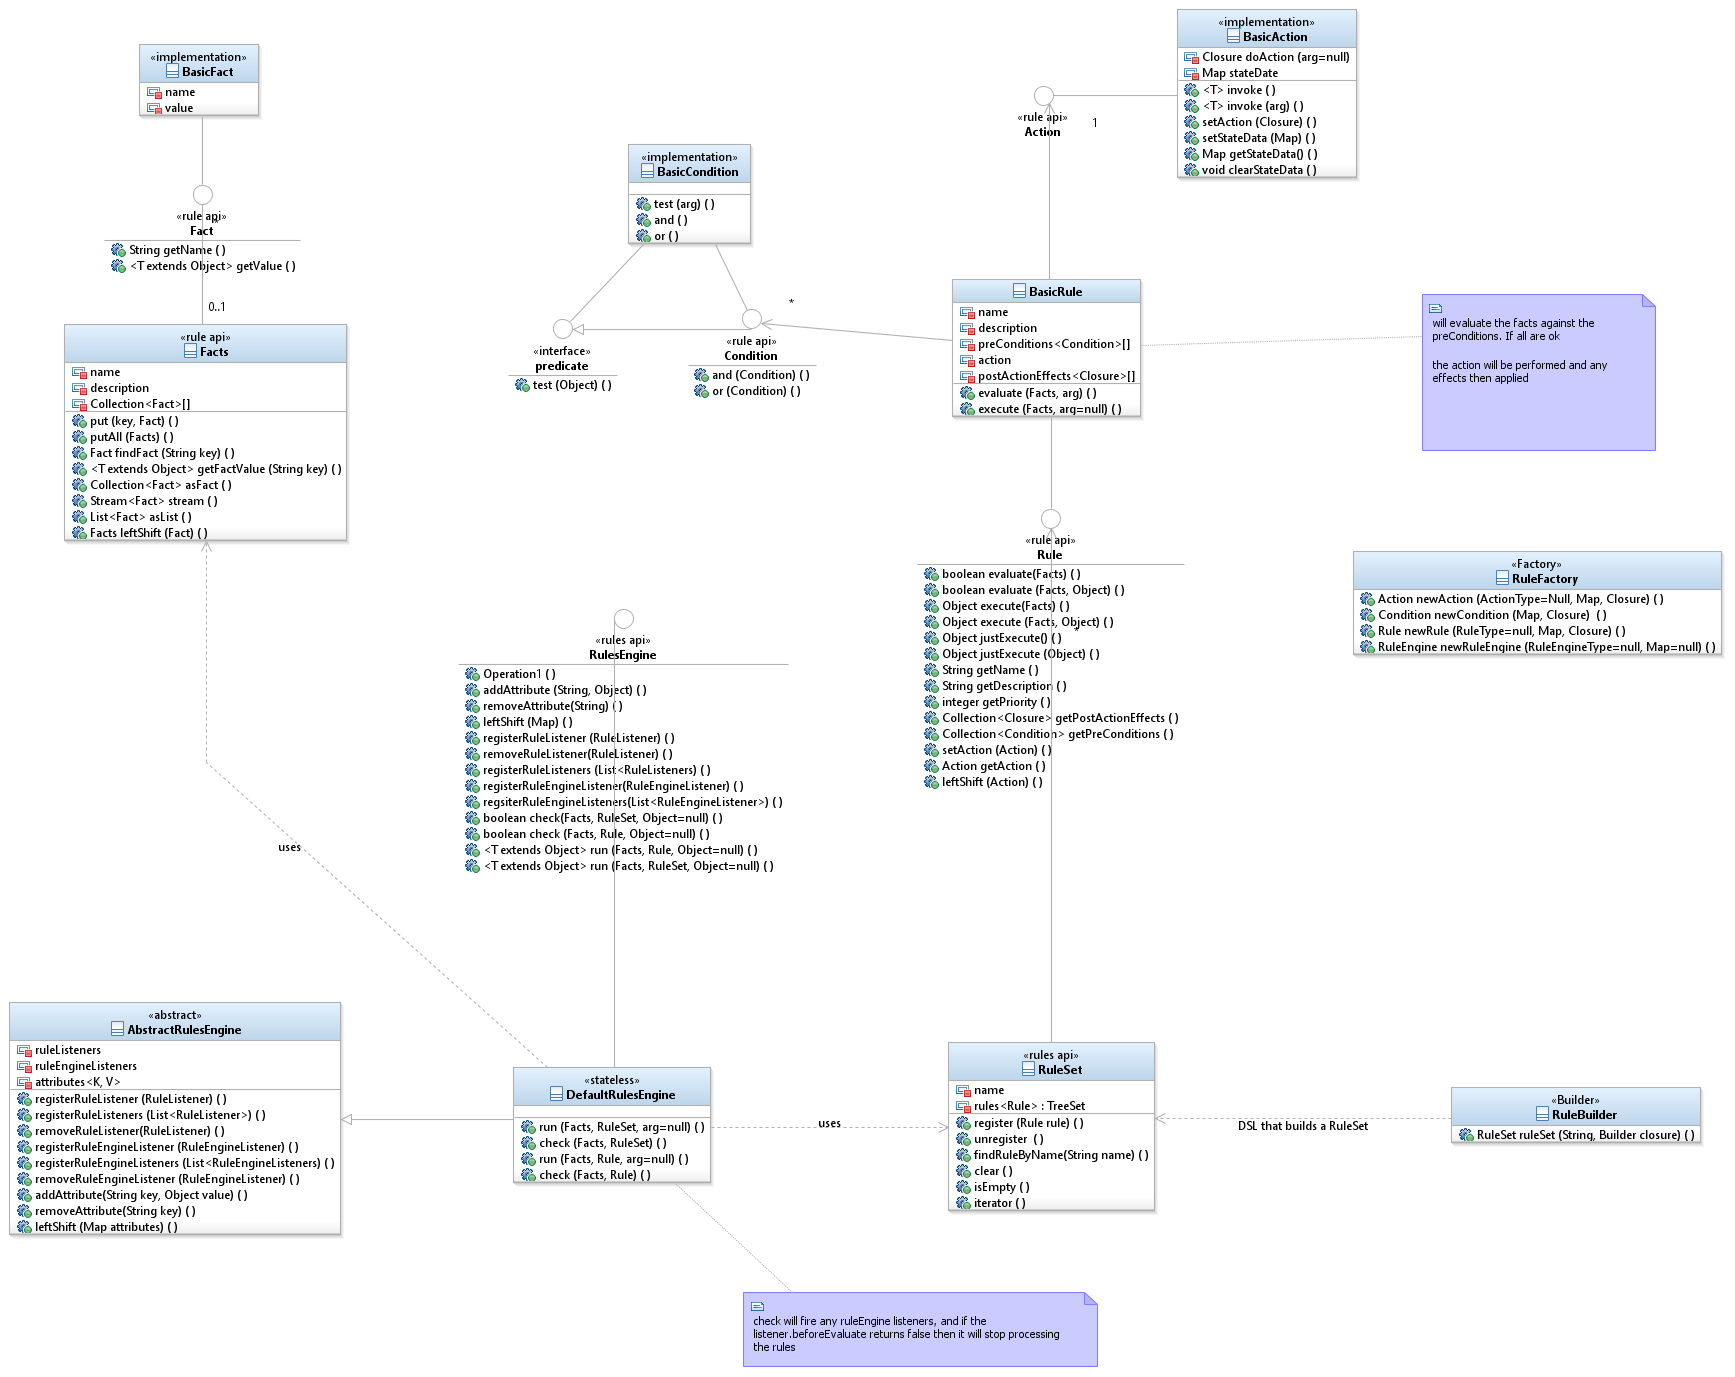 «implementation»
BasicFact
name
value
«rule api»
*
Fact
String getName ( )
<T extends Object> getValue ( )
0..1
«rule api»
Facts
name
description
Collection<Fact>[]
put (key, Fact) ( )
putAll (Facts) ( )
Fact findFact (String key) ( )
<T extends Object> getFactValue (String key) ( )
Collection<Fact> asFact ( )
Stream<Fact> stream ( )
List<Fact> asList ( )
Facts leftShift (Fact) ( )
«implementation»
BasicCondition
test (arg) ( )
and ( )
or ( )
«interface»
predicate
test (Object) ( )
*
«rule api»
Condition
and (Condition) ( )
or (Condition) ( )
«implementation»
BasicAction
Closure doAction (arg=null)
Map stateDate
<T> invoke ( )
<T> invoke (arg) ( )
setAction (Closure) ( )
setStateData (Map) ( )
Map getStateData() ( )
void clearStateData ( )
«rule api»
Action
1
BasicRule
name
description
preConditions<Condition>[]
action
postActionEffects<Closure>[]
evaluate (Facts, arg) ( )
execute (Facts, arg=null) ( )
will evaluate the facts against the
preConditions. If all are ok
the action will be performed and any
effects then applied
«rule api»
Rule
boolean evaluate(Facts) ( )
boolean evaluate (Facts, Object) ( )
Object execute(Facts) ( )
Object execute (Facts, Object) ( )
*
Object justExecute() ( )
Object justExecute (Object) ( )
String getName ( )
String getDescription ( )
integer getPriority ( )
Collection<Closure> getPostActionEffects ( )
Collection<Condition> getPreConditions ( )
setAction (Action) ( )
Action getAction ( )
leftShift (Action) ( )
«Factory»
RuleFactory
Action newAction (ActionType=Null, Map, Closure) ( )
Condition newCondition (Map, Closure) ( )
Rule newRule (RuleType=null, Map, Closure) ( )
RuleEngine newRuleEngine (RuleEngineType=null, Map=null) ( )
«rules api»
RulesEngine
Operation1 ( )
addAttribute (String, Object) ( )
removeAttribute(String) ( )
leftShift (Map) ( )
registerRuleListener (RuleListener) ( )
removeRuleListener(RuleListener) ( )
registerRuleListeners (List<RuleListeners) ( )
registerRuleEngineListener(RuleEngineListener) ( )
regsiterRuleEngineListeners(List<RuleEngineListener>) ( )
boolean check(Facts, RuleSet, Object=null) ( )
boolean check (Facts, Rule, Object=null) ( )
<T extends Object> run (Facts, Rule, Object=null) ( )
<T extends Object> run (Facts, RuleSet, Object=null) ( )
uses
«abstract»
AbstractRulesEngine
ruleListeners
ruleEngineListeners
attributes<K, V>
registerRuleListener (RuleListener) ( )
registerRuleListeners (List<RuleListener>) ( )
removeRuleListener(RuleListener) ( )
registerRuleEngineListener (RuleEngineListener) ( )
registerRuleEngineListeners (List<RuleEngineListeners) ( )
removeRuleEngineListener (RuleEngineListener) ( )
addAttribute(String key, Object value) ( )
removeAttribute(String key) ( )
leftShift (Map attributes) ( )
«stateless»
DefaultRulesEngine
run (Facts, RuleSet, arg=null) ( )
check (Facts, RuleSet) ( )
run (Facts, Rule, arg=null) ( )
check (Facts, Rule) ( )
uses
«rules api»
RuleSet
name
rules<Rule> : TreeSet
register (Rule rule) ( )
unregister ( )
findRuleByName(String name) ( )
clear ( )
isEmpty ( )
iterator ( )
DSL that builds a RuleSet
«Builder»
RuleBuilder
RuleSet ruleSet (String, Builder closure) ( )
check will fire any ruleEngine listeners, and if the
listener.beforeEvaluate returns false then it will stop processing
the rules